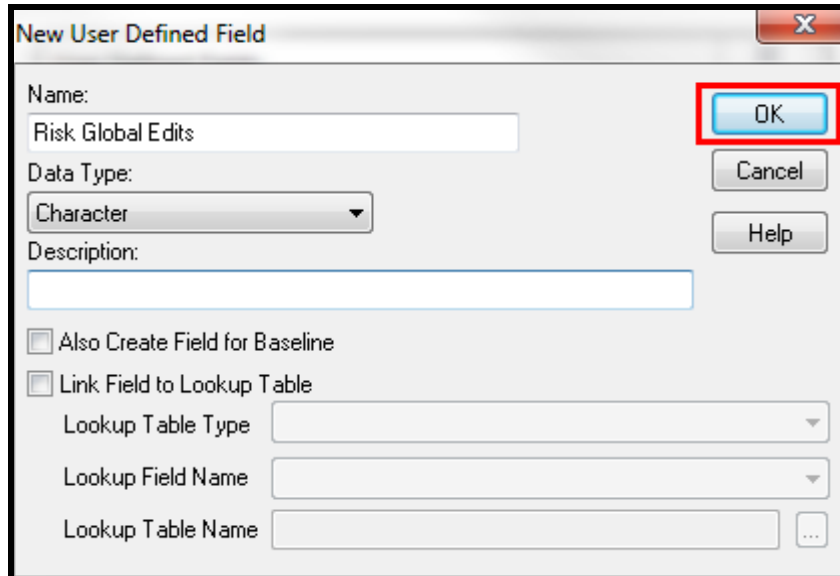 New User Defined Field
Name:
Risk Global Edits
OK
Data Type:
Cancel
Character
Help
Description:
Also Create Field for Baseline
Link Field to Lookup Table
Lookup Table Type
Lookup Field Name
Lookup Table Name
...